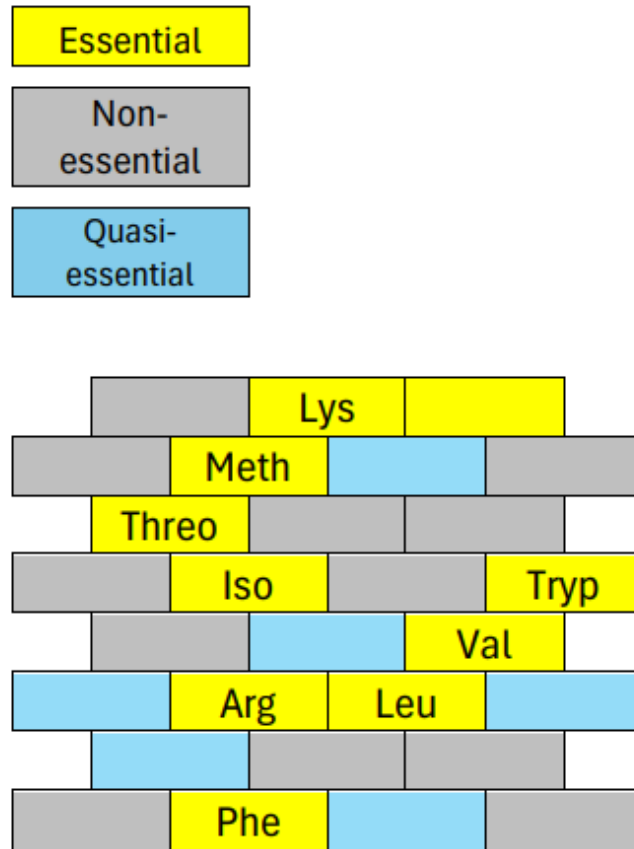 Essential
Non-
essential
Quasi-
essential
Lys
Meth
Threo
Iso Tryp
Val
Arg Leu
Phe